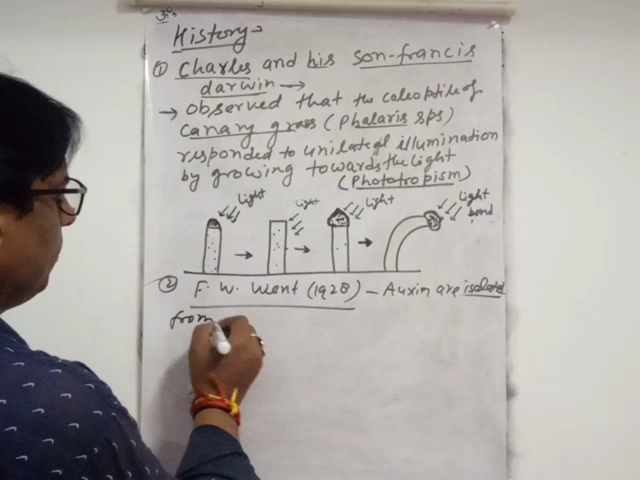 ॐ
History→
① Charles and his son-francis
darwin →
→ observed that the coleoptile of
canary grass (Phalaris sps)
responded to unilateral illumination
by growing towards the light
(Phototropism)
Light Light Light Light
bend
② F. W. Went (1928) – Auxin are isolated
from